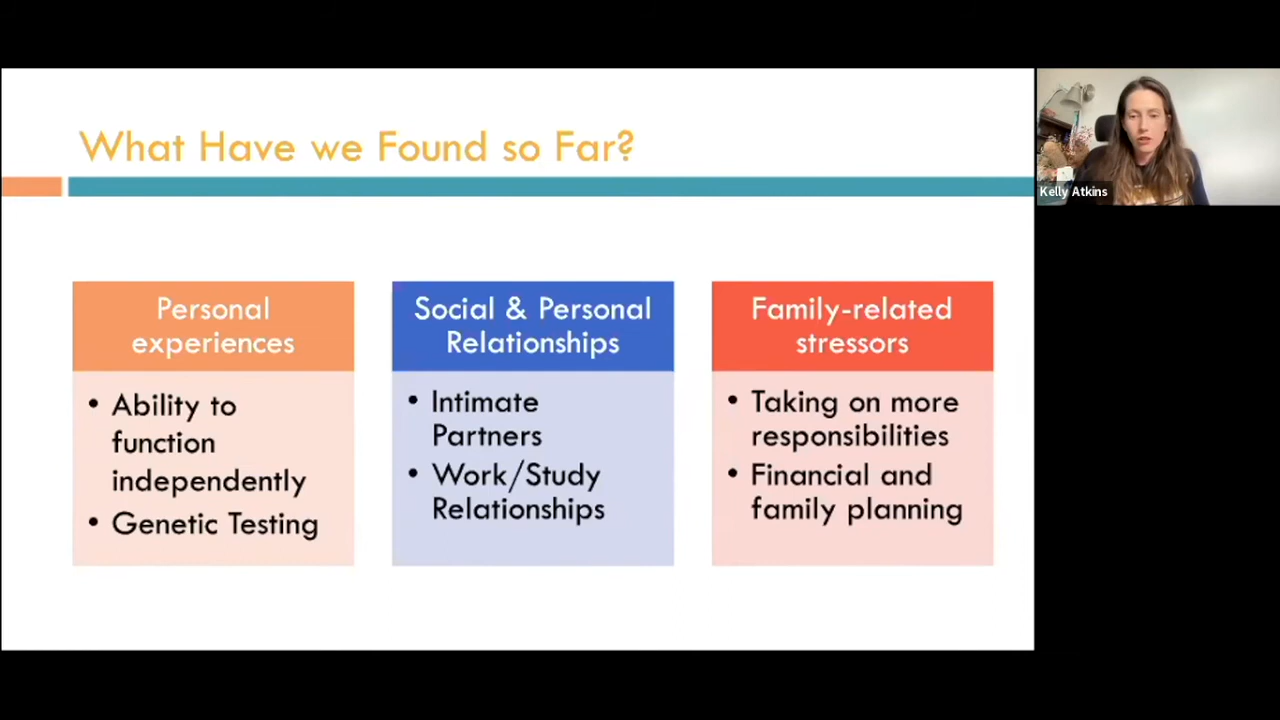 What Have we Found so Far?
Kelly Atkins
Personal
experiences
• Ability to
function
independently
• Genetic Testing
Social & Personal
Relationships
• Intimate
Partners
• Work/Study
Relationships
Family-related
stressors
• Taking on more
responsibilities
• Financial and
family planning